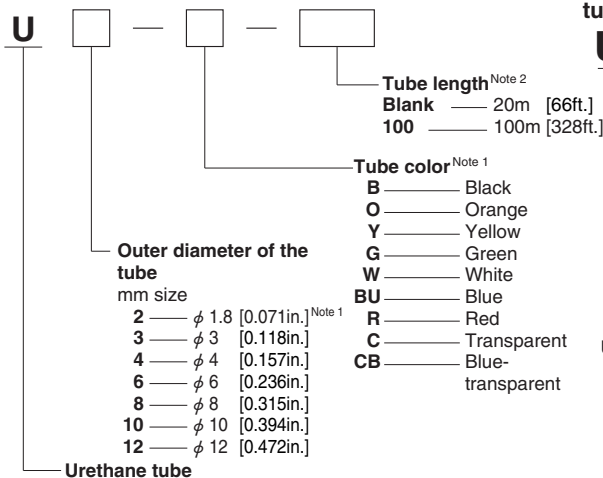 U □ — □ — □
tu
U
Tube length Note 2
Blank 20m [66ft.]
100 100m [328ft.]
Tube color Note 1
B Black
O Orange
Y Yellow
G Green
W White
BU Blue
R Red
C Transparent
CB Blue-
transparent
Outer diameter of the
tube
mm size
2 φ 1.8 [0.071in.] Note 1
3 φ 3 [0.118in.]
4 φ 4 [0.157in.]
6 φ 6 [0.236in.]
8 φ 8 [0.315in.]
10 φ 10 [0.394in.]
12 φ 12 [0.472in.]
Urethane tube